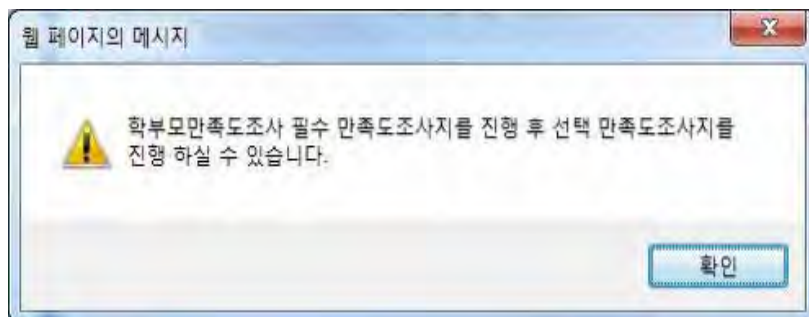 웹 페이지의 메시지
학부모만족도조사 필수 만족도조사지를 진행 후 선택 만족도조사지를
진행 하실 수 있습니다.
확인